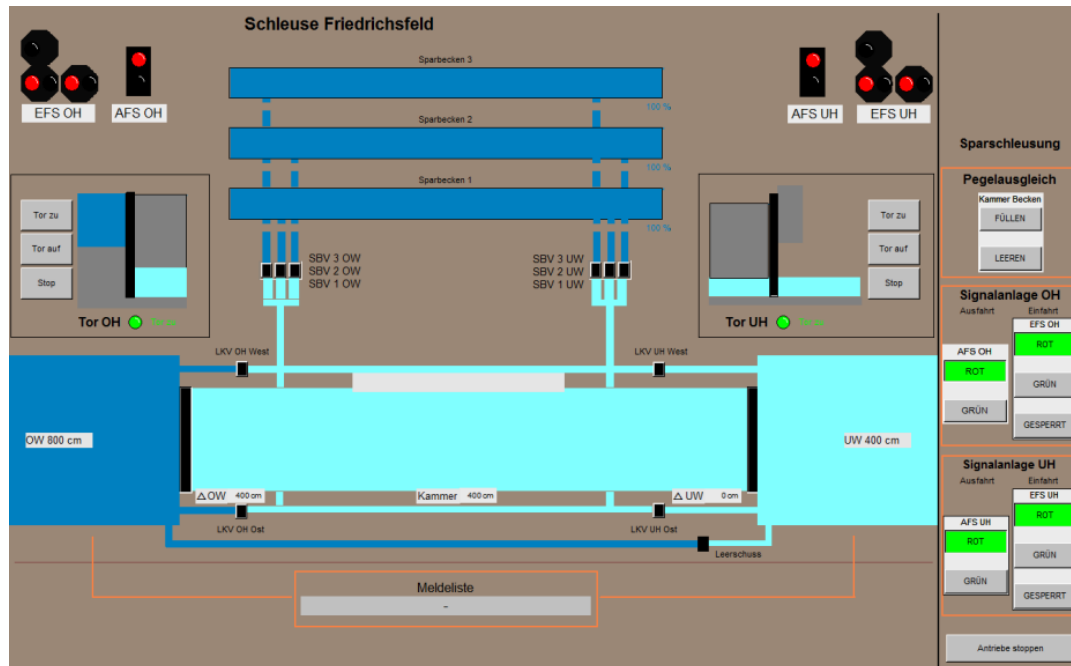 Schleuse Friedrichsfeld
EFS OH
AFS OH
AFS UH
EFS UH
Sparbecken 3
100 %
Sparbecken 2
100 %
Sparbecken 1
100 %
Tor zu
Tor auf
Stop
Tor OH
Tor zu
SBV 3 OW
SBV 2 OW
SBV 1 OW
SBV 3 UW
SBV 2 UW
SBV 1 UW
Tor zu
Tor auf
Stop
Tor UH
Tor zu
LKV OH West
LKV UH West
OW 800 cm
UW 400 cm
△OW 400 cm
Kammer 400 cm
△ UW 0 cm
LKV OH Ost
LKV UH Ost
Leerschuss
Meldeliste
-
Sparschleusung
Pegelausgleich
Kammer Becken
FÜLLEN
LEEREN
Signalanlage OH
Ausfahrt Einfahrt
EFS OH
ROT
AFS OH
ROT
GRÜN
GRÜN
GESPERRT
Signalanlage UH
Ausfahrt Einfahrt
EFS UH
ROT
AFS UH
ROT
GRÜN
GRÜN
GESPERRT
Antriebe stoppen